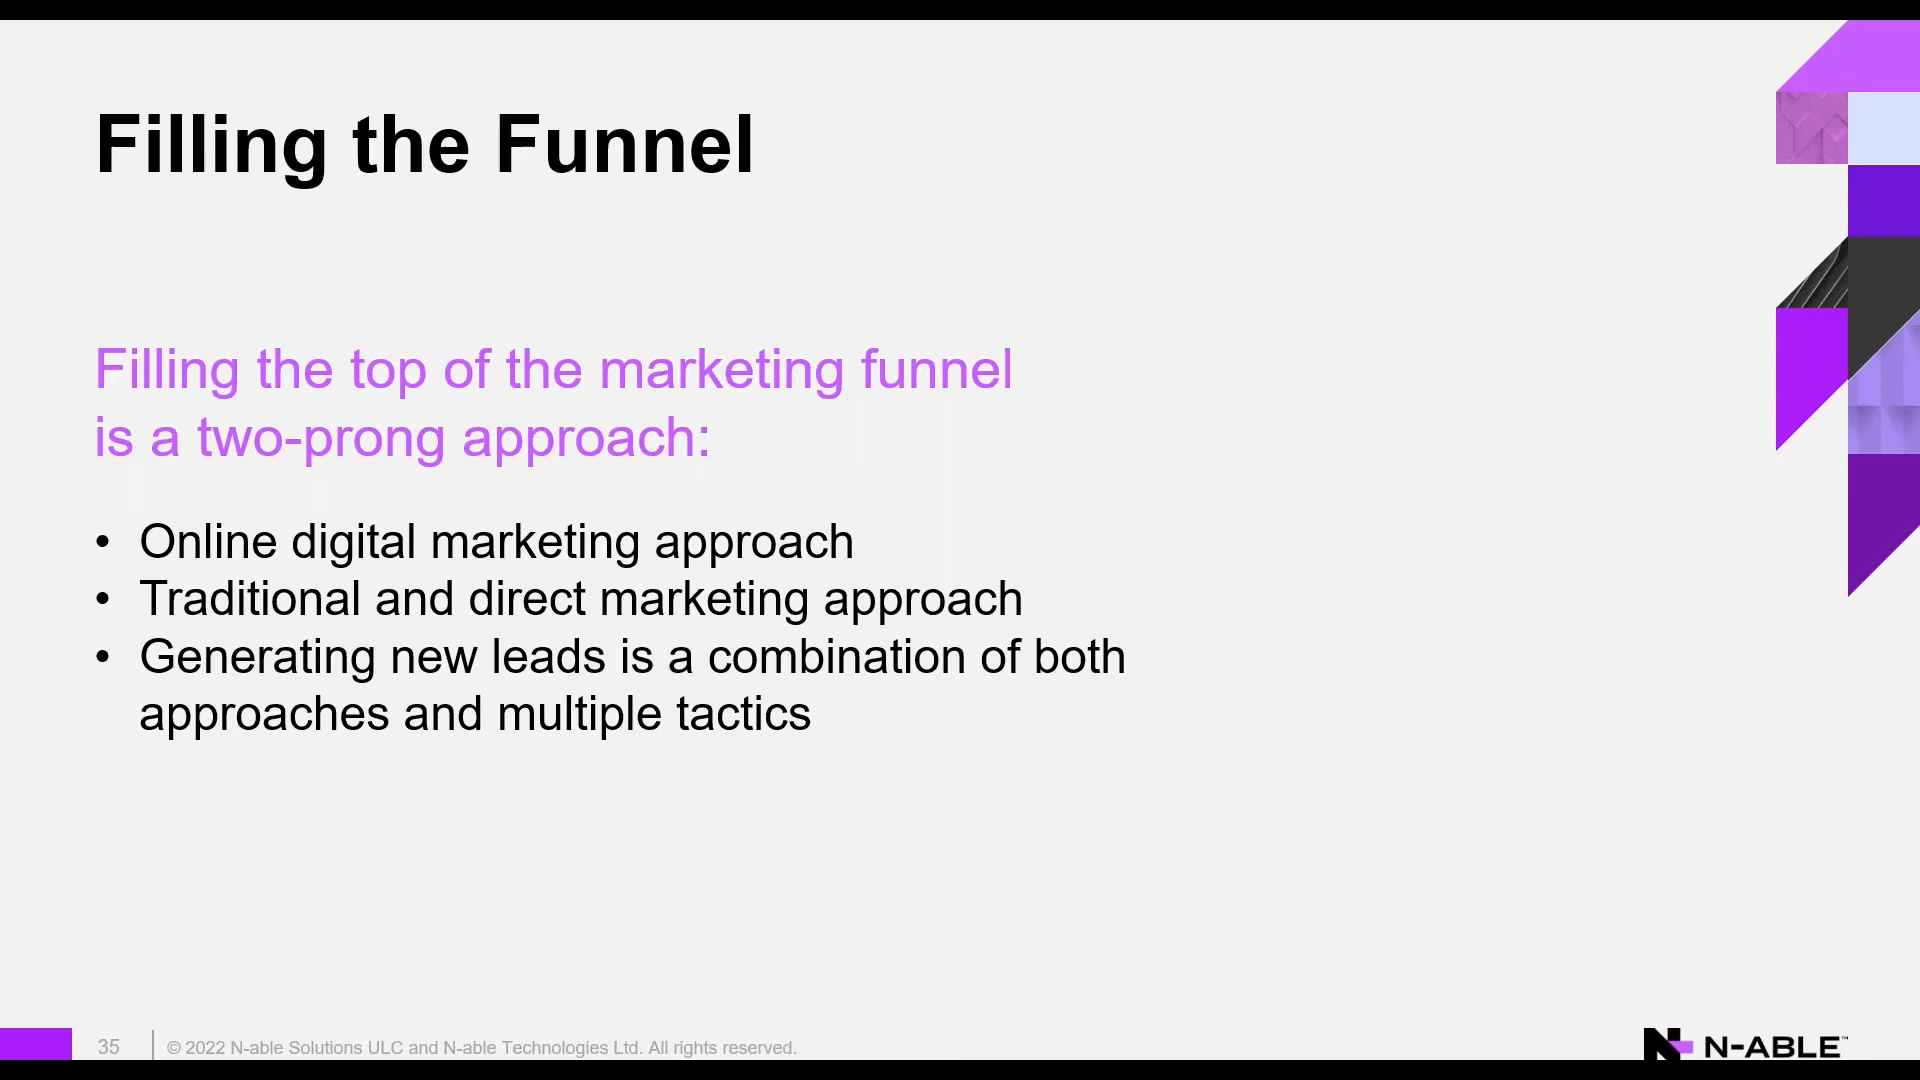 Filling the Funnel
Filling the top of the marketing funnel
is a two-prong approach:
• Online digital marketing approach
• Traditional and direct marketing approach
• Generating new leads is a combination of both
approaches and multiple tactics
35
© 2022 N-able Solutions ULC and N-able Technologies Ltd. All rights reserved.
N-ABLE™